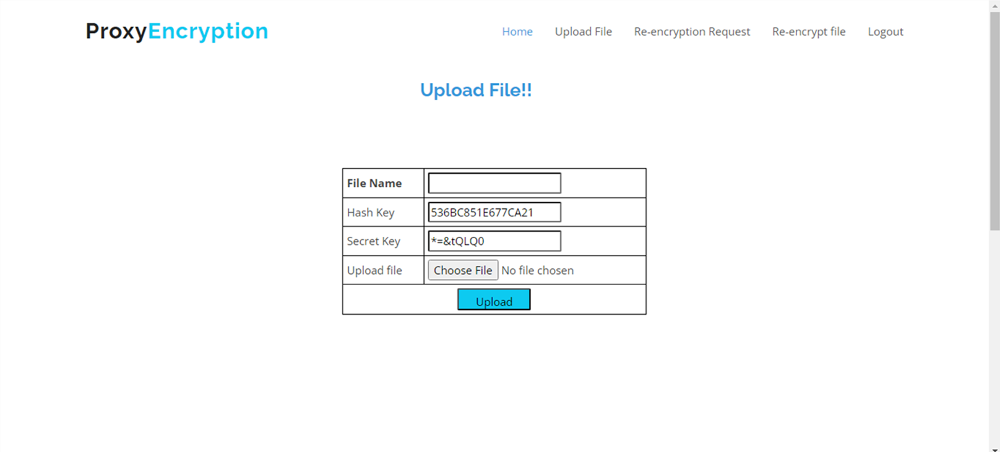 ProxyEncryption
Home Upload File Re-encryption Request Re-encrypt file Logout
Upload File!!
File Name
Hash Key 536BC851E677CA21
Secret Key *=&tQLQ0
Upload file Choose File No file chosen
Upload